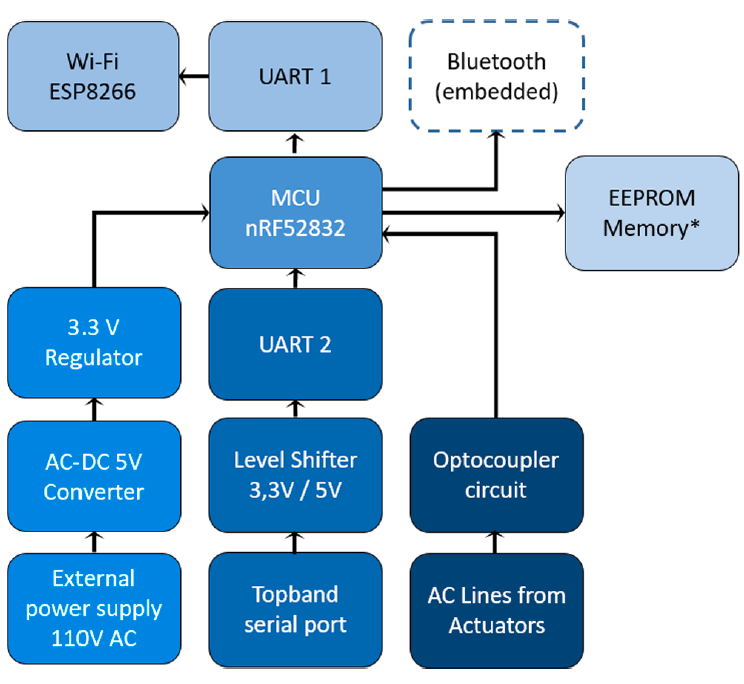 Wi-Fi
ESP8266
UART 1
Bluetooth
(embedded)
MCU
nRF52832
EEPROM
Memory*
3.3 V
Regulator
UART 2
AC-DC 5V
Converter
Level Shifter
3,3V / 5V
Optocoupler
circuit
External
power supply
110V AC
Topband
serial port
AC Lines from
Actuators